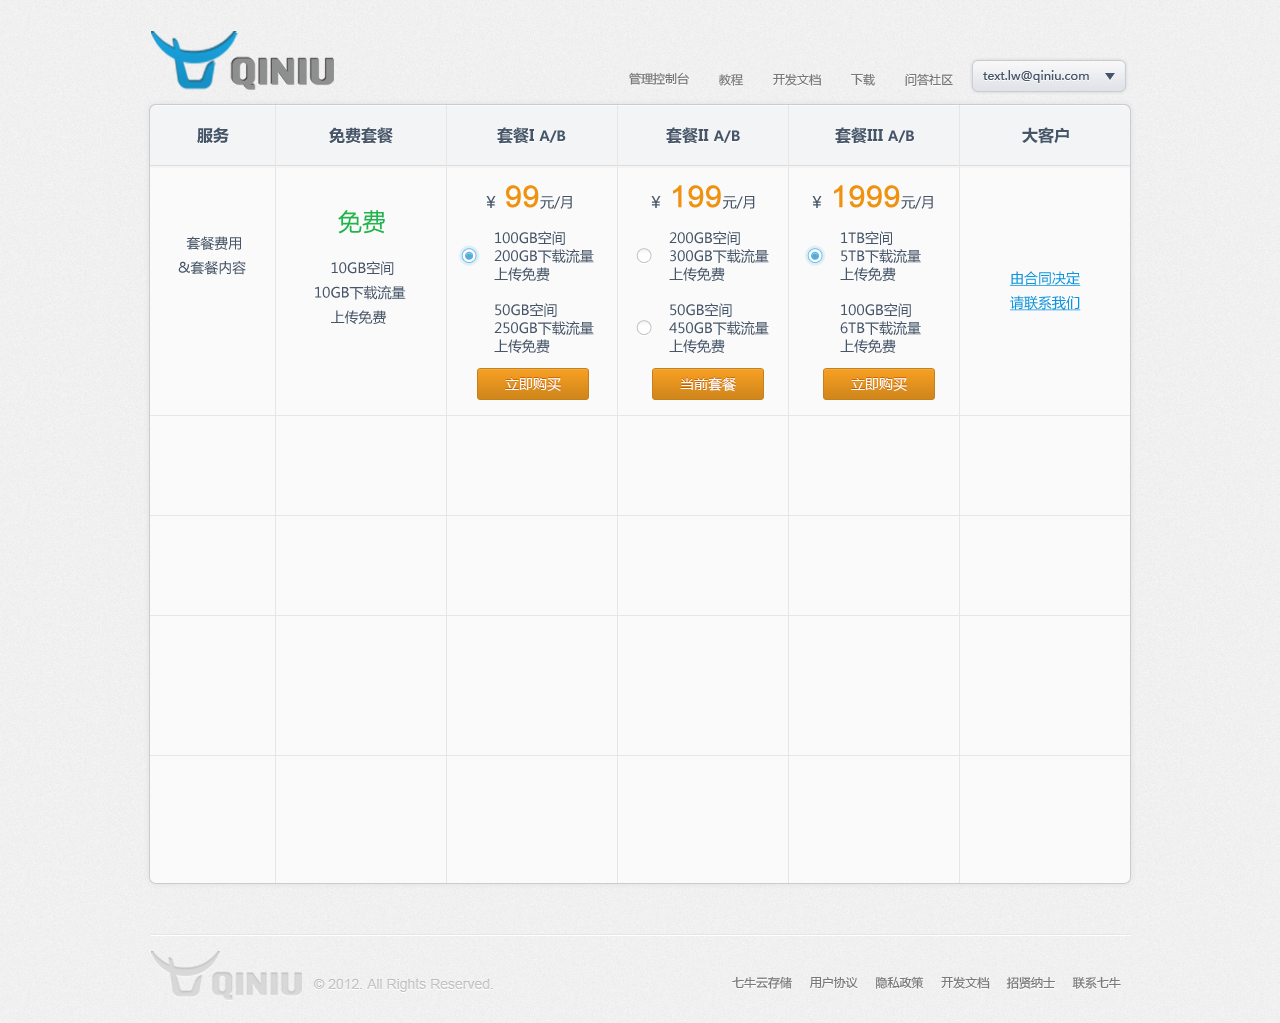 QINIU
管理控制台 教程 开发文档 下载 问答社区 text.lw@qiniu.com
服务 免费套餐 套餐I A/B 套餐II A/B 套餐III A/B 大客户
套餐费用
&套餐内容
免费
10GB空间
10GB下载流量
上传免费
¥ 99元/月
100GB空间
200GB下载流量
上传免费
50GB空间
250GB下载流量
上传免费
立即购买
¥ 199元/月
200GB空间
300GB下载流量
上传免费
50GB空间
450GB下载流量
上传免费
当前套餐
¥ 1999元/月
1TB空间
5TB下载流量
上传免费
100GB空间
6TB下载流量
上传免费
立即购买
由合同决定
请联系我们
QINIU © 2012. All Rights Reserved. 七牛云存储 用户协议 隐私政策 开发文档 招贤纳士 联系七牛